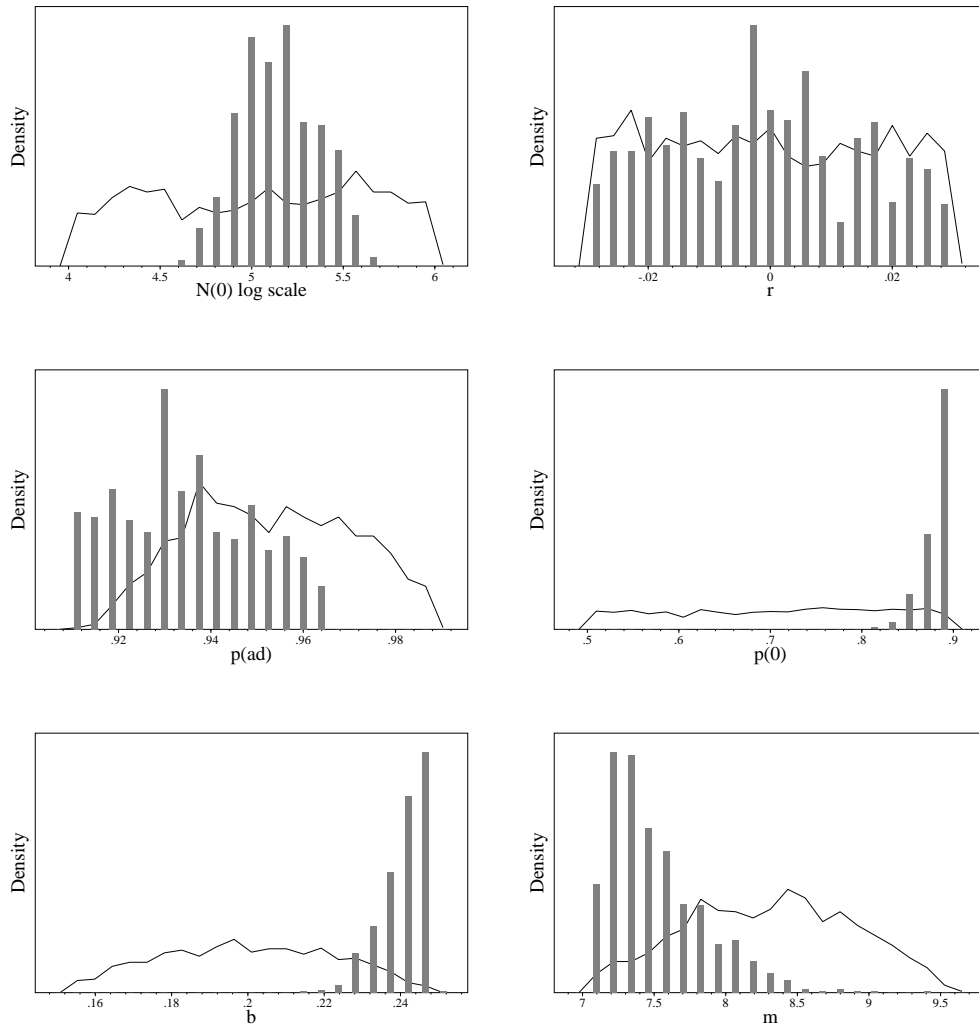 Density
4 4.5 5 5.5 6
N(0) log scale
Density
-.02 0 .02
r
Density
.92 .94 .96 .98
p(ad)
Density
.5 .6 .7 .8 .9
p(0)
Density
.16 .18 .2 .22 .24
b
Density
7 7.5 8 8.5 9 9.5
m